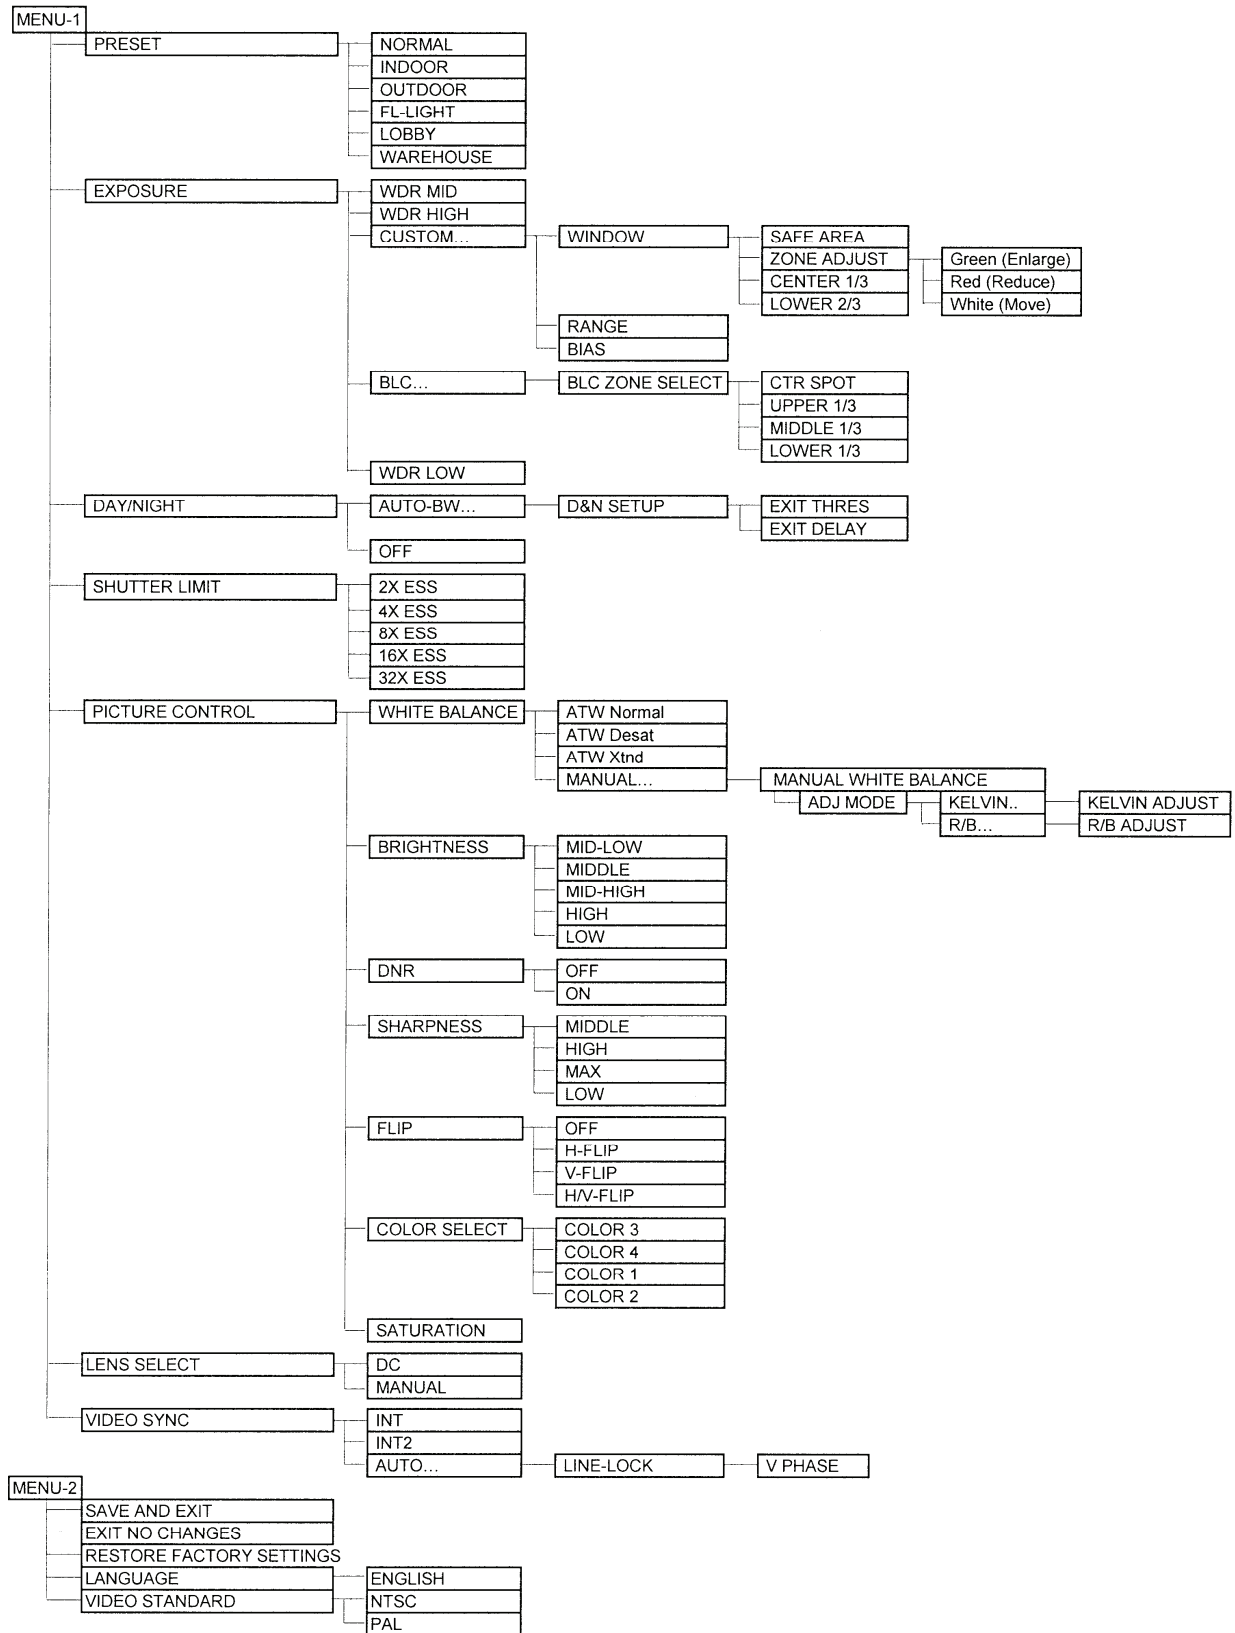 MENU-1
PRESET
NORMAL
INDOOR
OUTDOOR
FL-LIGHT
LOBBY
WAREHOUSE
EXPOSURE
WDR MID
WDR HIGH
CUSTOM...
WINDOW
SAFE AREA
ZONE ADJUST
Green (Enlarge)
Red (Reduce)
White (Move)
CENTER 1/3
LOWER 2/3
RANGE
BIAS
BLC...
BLC ZONE SELECT
CTR SPOT
UPPER 1/3
MIDDLE 1/3
LOWER 1/3
WDR LOW
DAY/NIGHT
AUTO-BW...
D&N SETUP
EXIT THRES
EXIT DELAY
OFF
SHUTTER LIMIT
2X ESS
4X ESS
8X ESS
16X ESS
32X ESS
PICTURE CONTROL
WHITE BALANCE
ATW Normal
ATW Desat
ATW Xtnd
MANUAL...
MANUAL WHITE BALANCE
ADJ MODE
KELVIN..
KELVIN ADJUST
R/B...
R/B ADJUST
BRIGHTNESS
MID-LOW
MIDDLE
MID-HIGH
HIGH
LOW
DNR
OFF
ON
SHARPNESS
MIDDLE
HIGH
MAX
LOW
FLIP
OFF
H-FLIP
V-FLIP
H/V-FLIP
COLOR SELECT
COLOR 3
COLOR 4
COLOR 1
COLOR 2
SATURATION
LENS SELECT
DC
MANUAL
VIDEO SYNC
INT
INT2
AUTO...
LINE-LOCK
V PHASE
MENU-2
SAVE AND EXIT
EXIT NO CHANGES
RESTORE FACTORY SETTINGS
LANGUAGE
ENGLISH
VIDEO STANDARD
NTSC
PAL